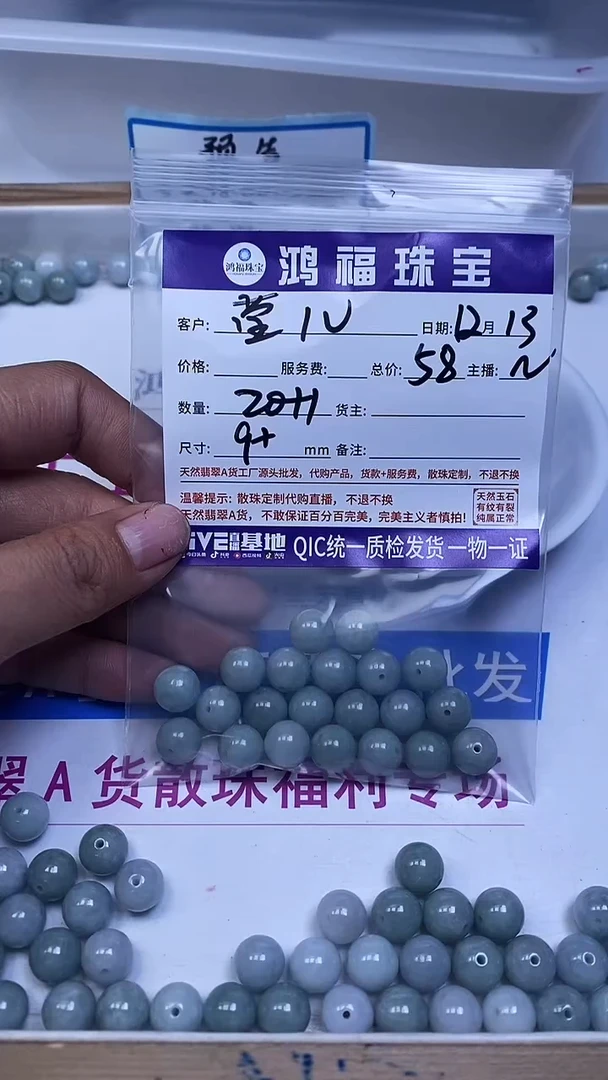 鸿福珠宝
鸿福珠宝
客户: 莹 1U 日期: 12月13
价格: 服务费: 总价: 58 主播: N
数量: 20+1 货主:
尺寸: 9+ mm 备注:
天然翡翠A货工厂源头批发，代购产品，货款+服务费，散珠定制，不退不换
温馨提示: 散珠定制代购直播，不退不换
天然翡翠A货，不敢保证百分百完美，完美主义者慎拍!
天然玉石
有纹有裂
纯属正常
直播基地 QIC统一质检发货一物一证
批发
翠A货散珠福利专场